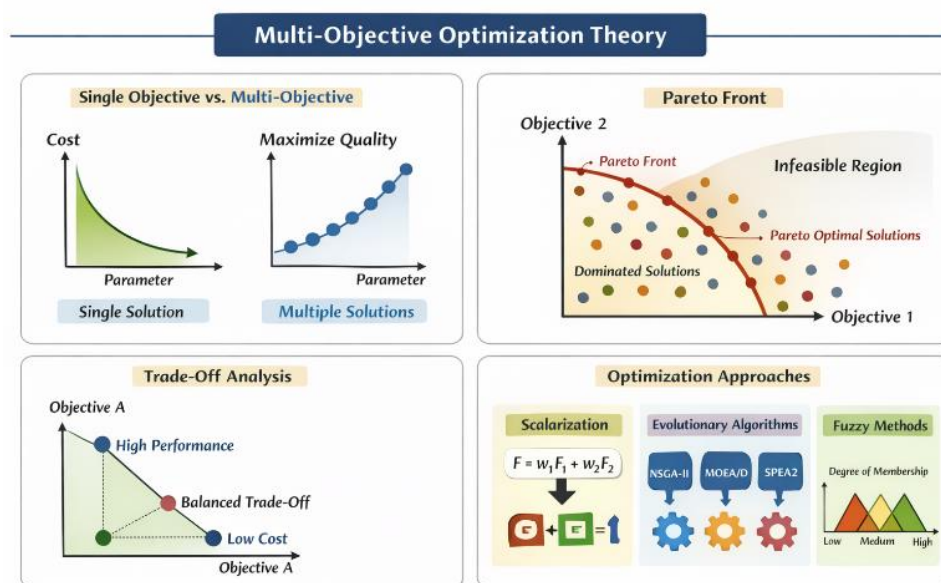 Multi-Objective Optimization Theory
Single Objective vs. Multi-Objective
Cost
Parameter
Single Solution
Maximize Quality
Parameter
Multiple Solutions
Pareto Front
Objective 2
Pareto Front
Infeasible Region
Pareto Optimal Solutions
Dominated Solutions
Objective 1
Trade-Off Analysis
Objective A
High Performance
Balanced Trade-Off
Low Cost
Objective A
Optimization Approaches
Scalarization
F = w₁F₁ + w₂F₂
G + E =
Evolutionary Algorithms
NSGA-II
MOEA/D
SPEA2
Fuzzy Methods
Degree of Membership
Low Medum High